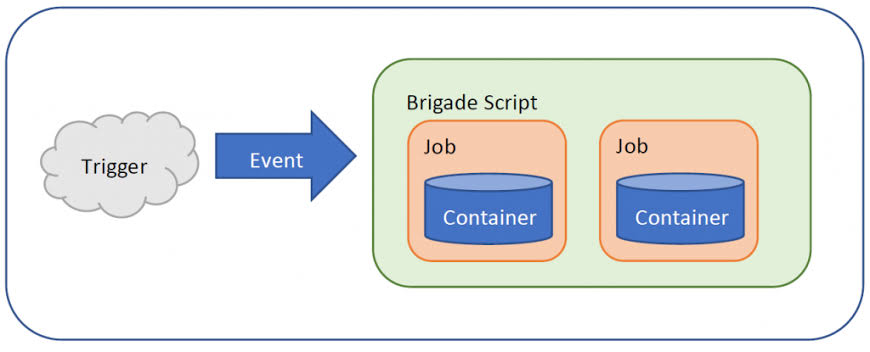 Trigger
Event
Brigade Script
Job
Container
Job
Container